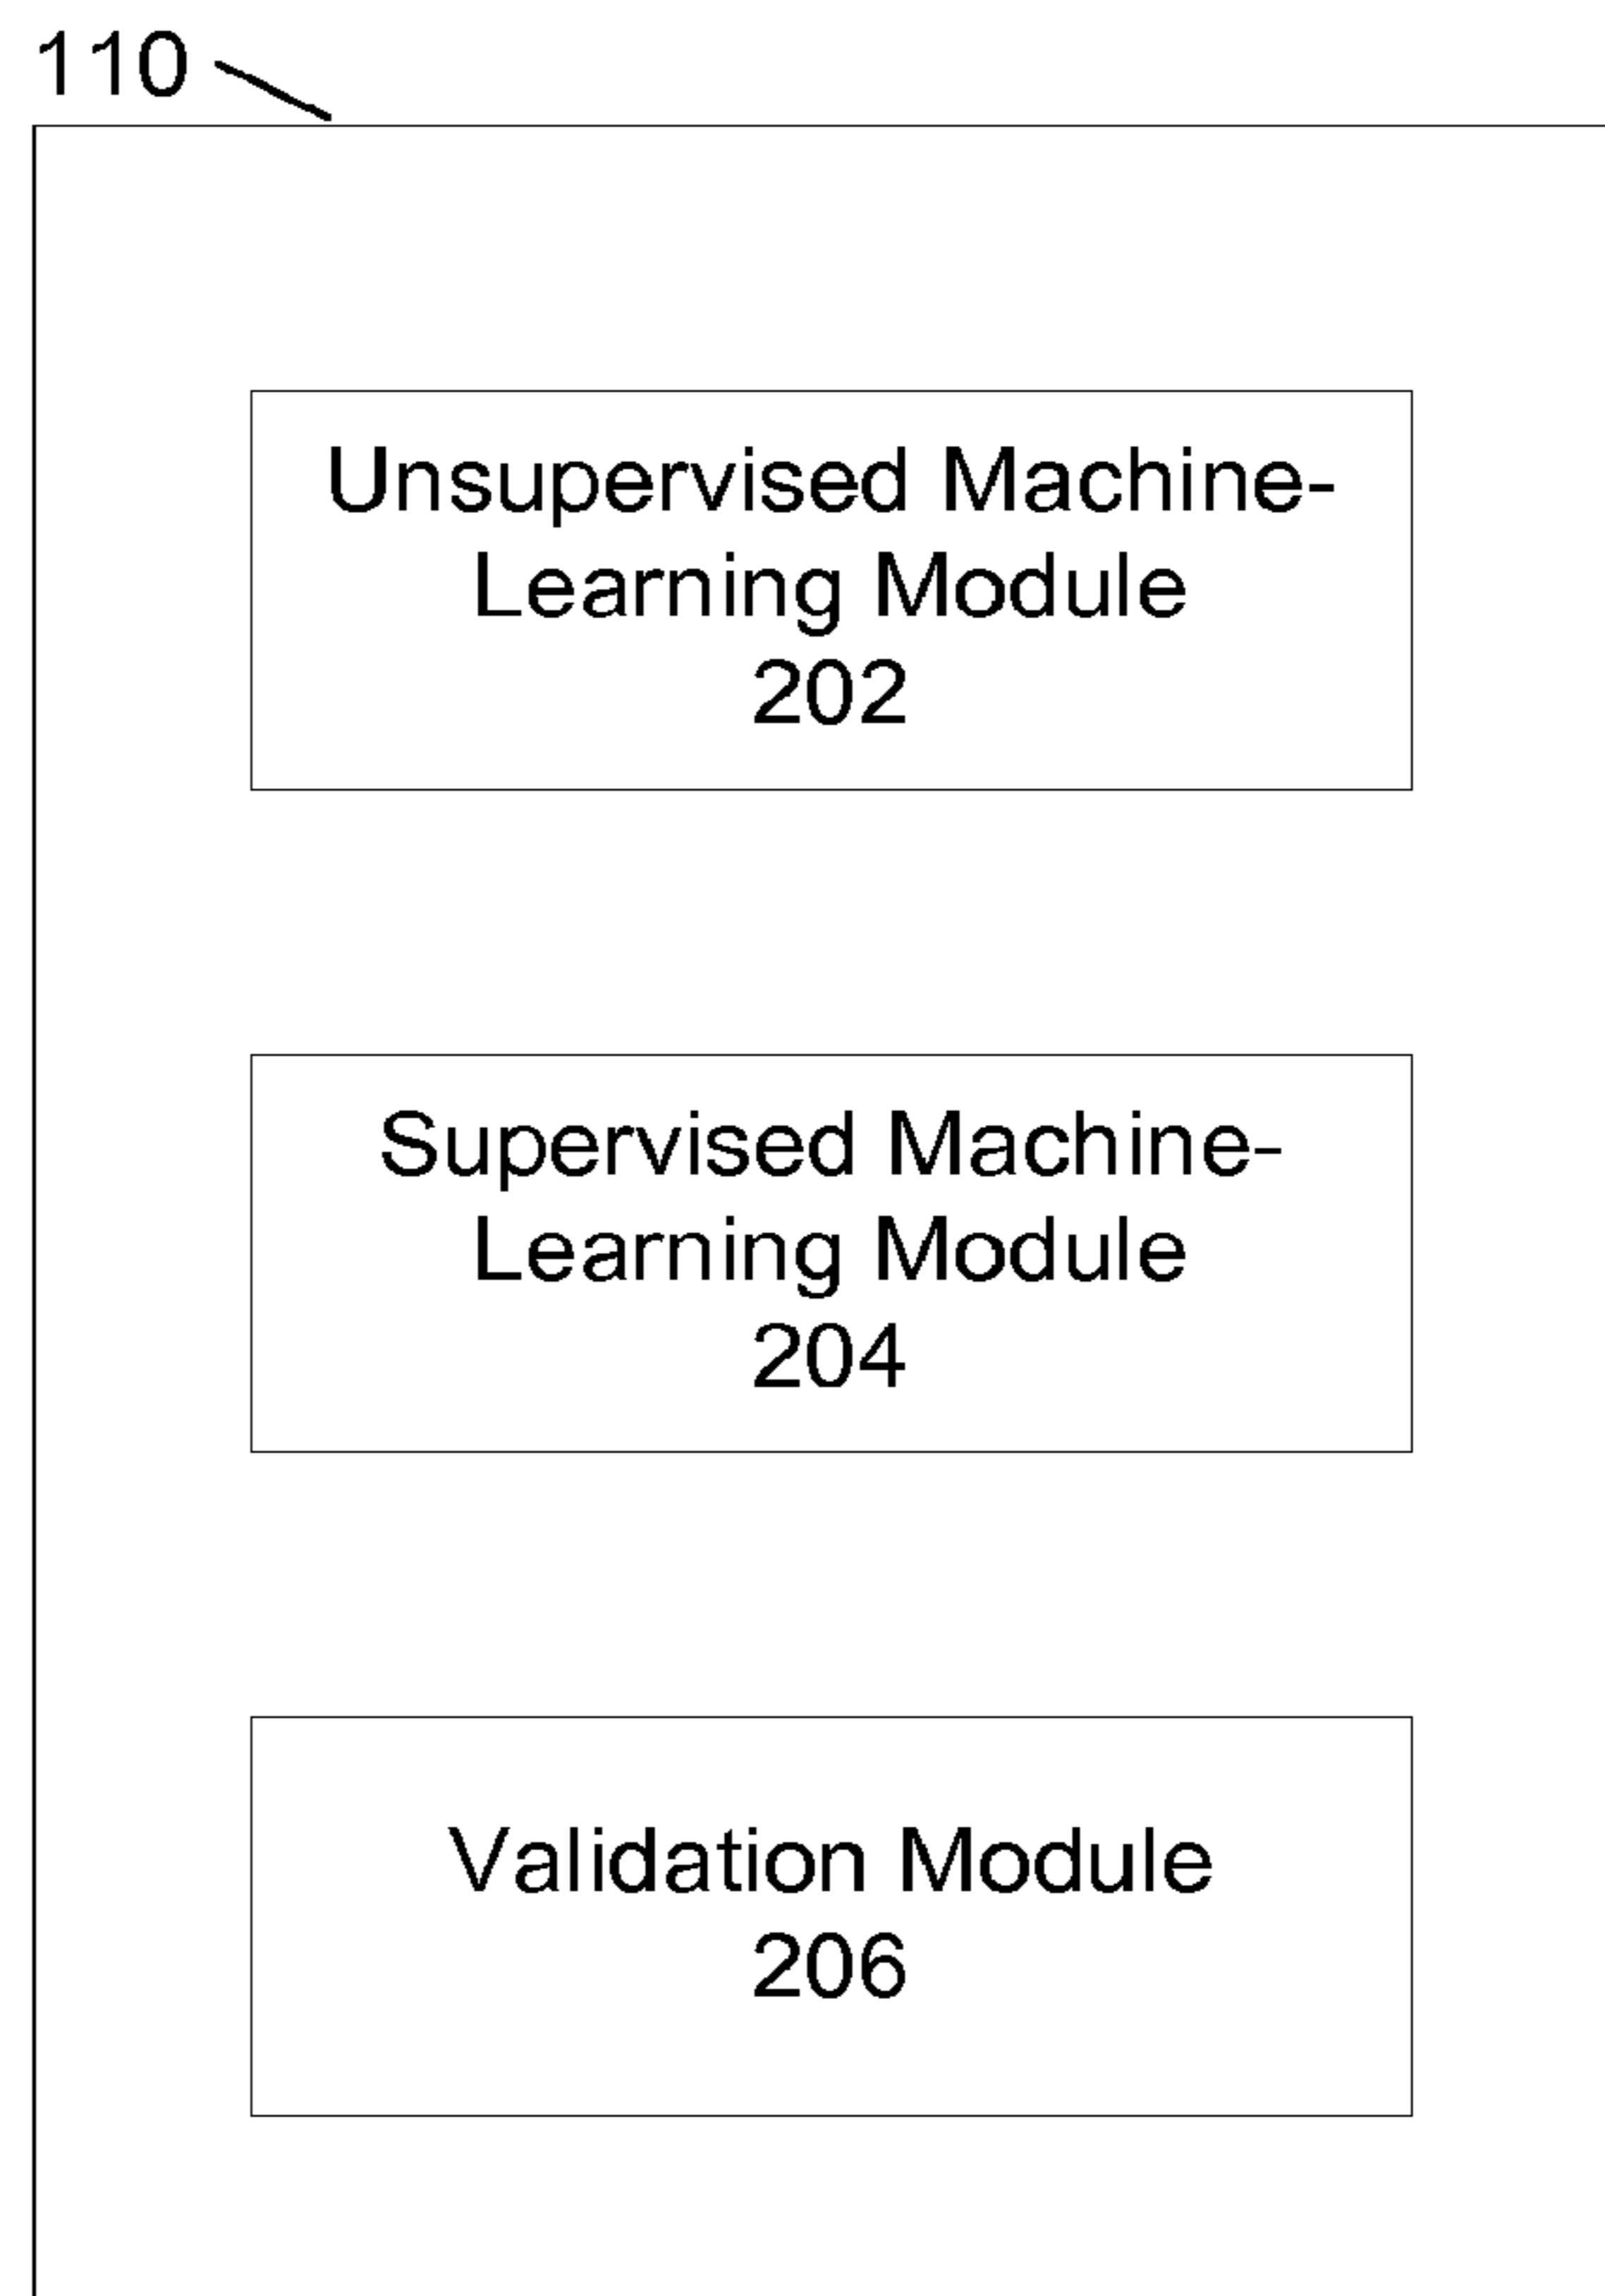 110
Unsupervised Machine-
Learning Module
202
Supervised Machine-
Learning Module
204
Validation Module
206